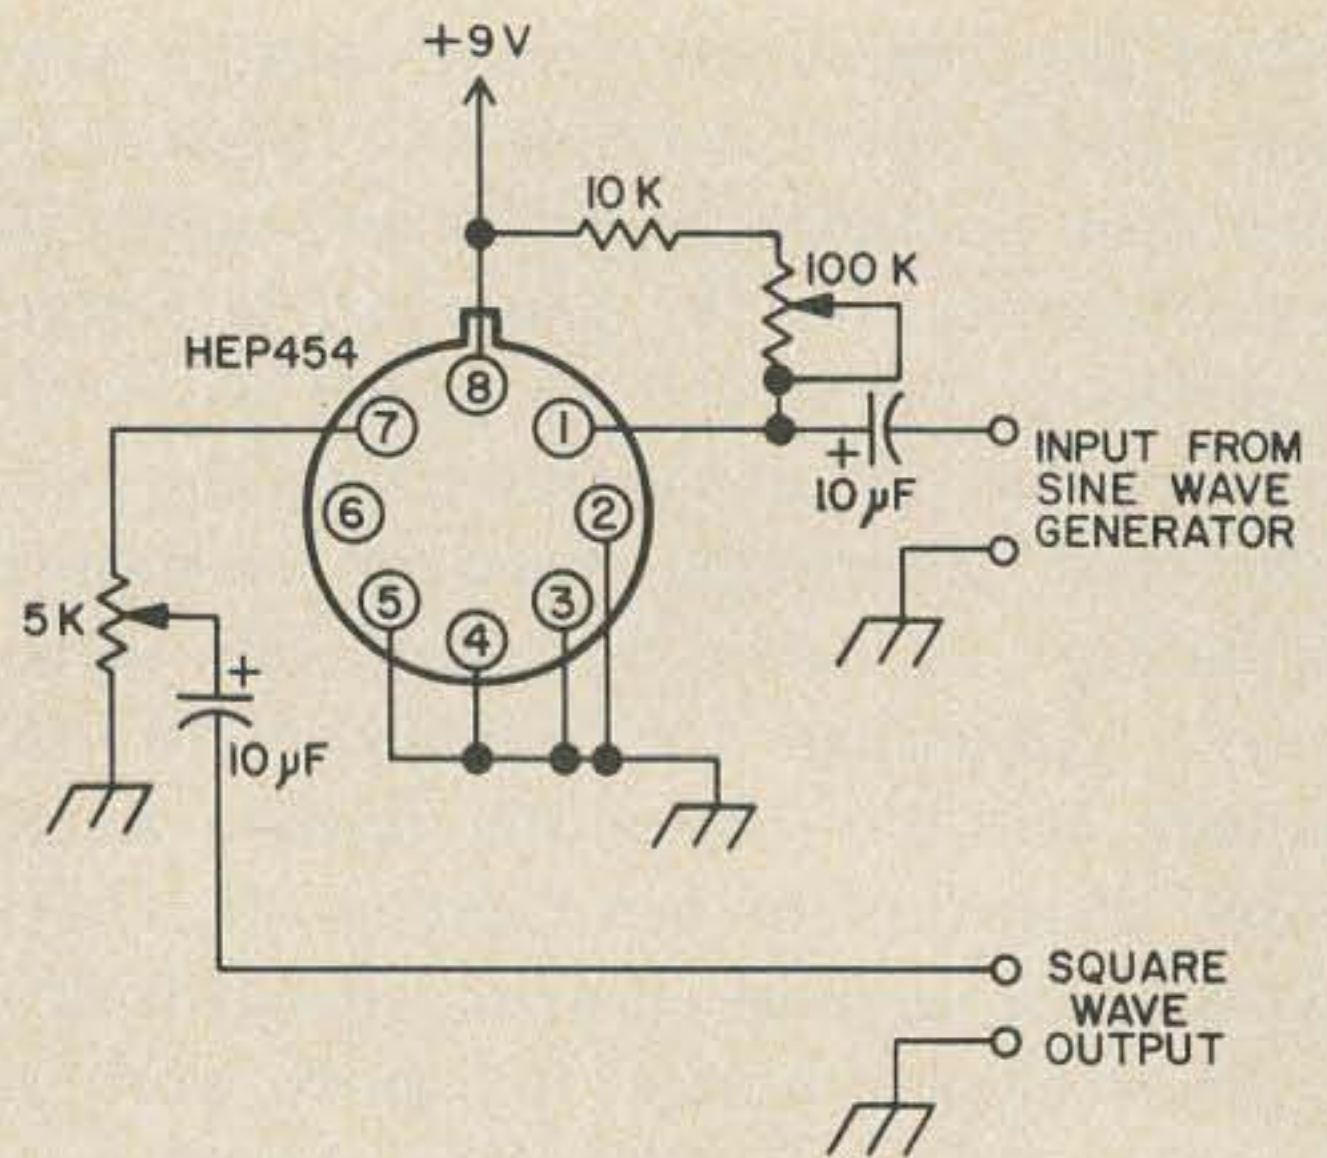 +9V
10 K
100 K
HEP454
8
7
1
6
2
5
3
4
+
10 µF
INPUT FROM
SINE WAVE
GENERATOR
5 K
+
10 µF
SQUARE
WAVE
OUTPUT